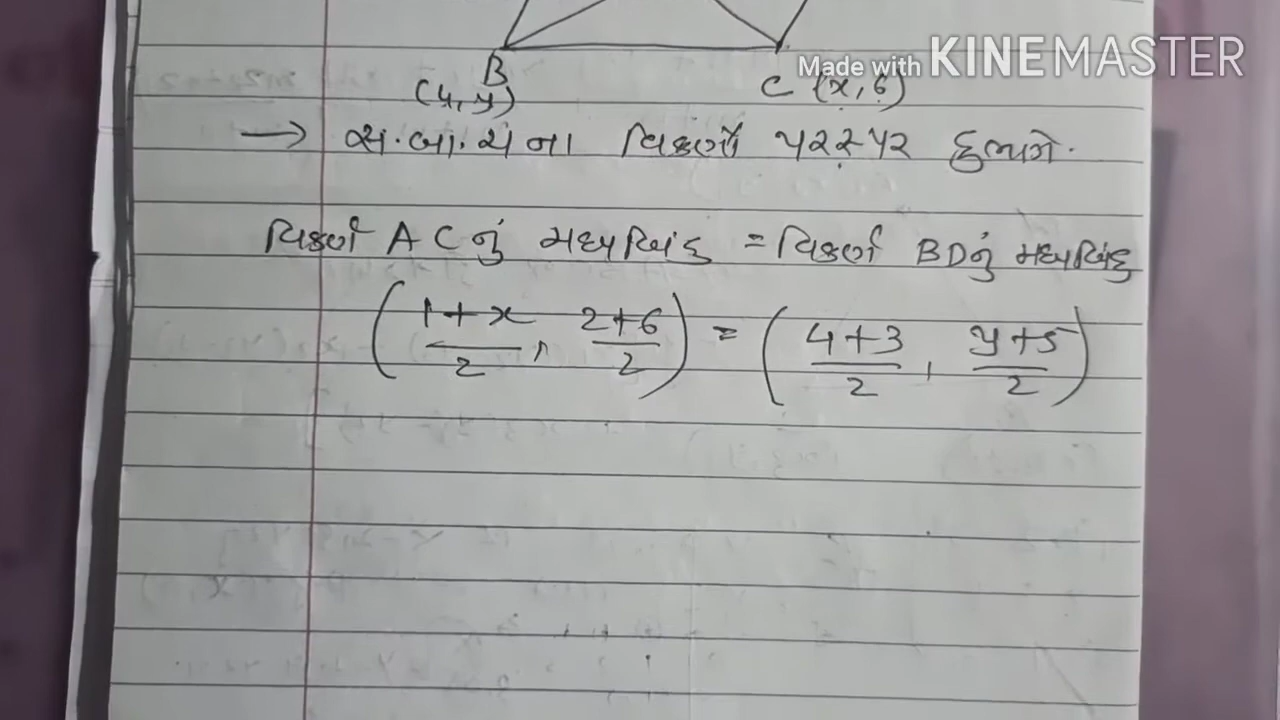 Made with KINEMASTER
B
(4, y)
C (x, 6)
→ સ.બા.ચ ના વિકર્ણો પરસ્પર દુભાગે.
વિકર્ણ AC નું મધ્યબિંદુ = વિકર્ણ BD નું મધ્યબિંદુ
(1+x/2, 2+6/2) = (4+3/2, y+5/2)